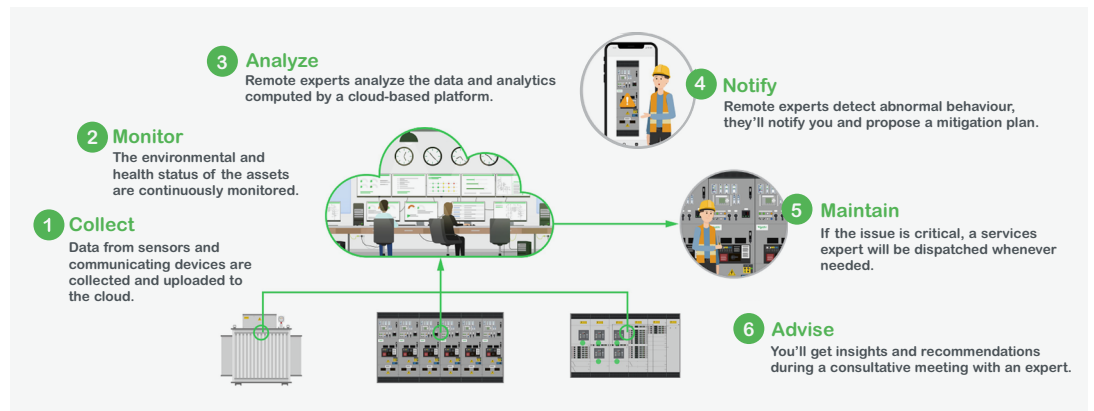 1 Collect
Data from sensors and
communicating devices are
collected and uploaded to
the cloud.
2 Monitor
The environmental and
health status of the assets
are continuously monitored.
3 Analyze
Remote experts analyze the data and analytics
computed by a cloud-based platform.
4 Notify
Remote experts detect abnormal behaviour,
they'll notify you and propose a mitigation plan.
5 Maintain
If the issue is critical, a services
expert will be dispatched whenever
needed.
6 Advise
You'll get insights and recommendations
during a consultative meeting with an expert.